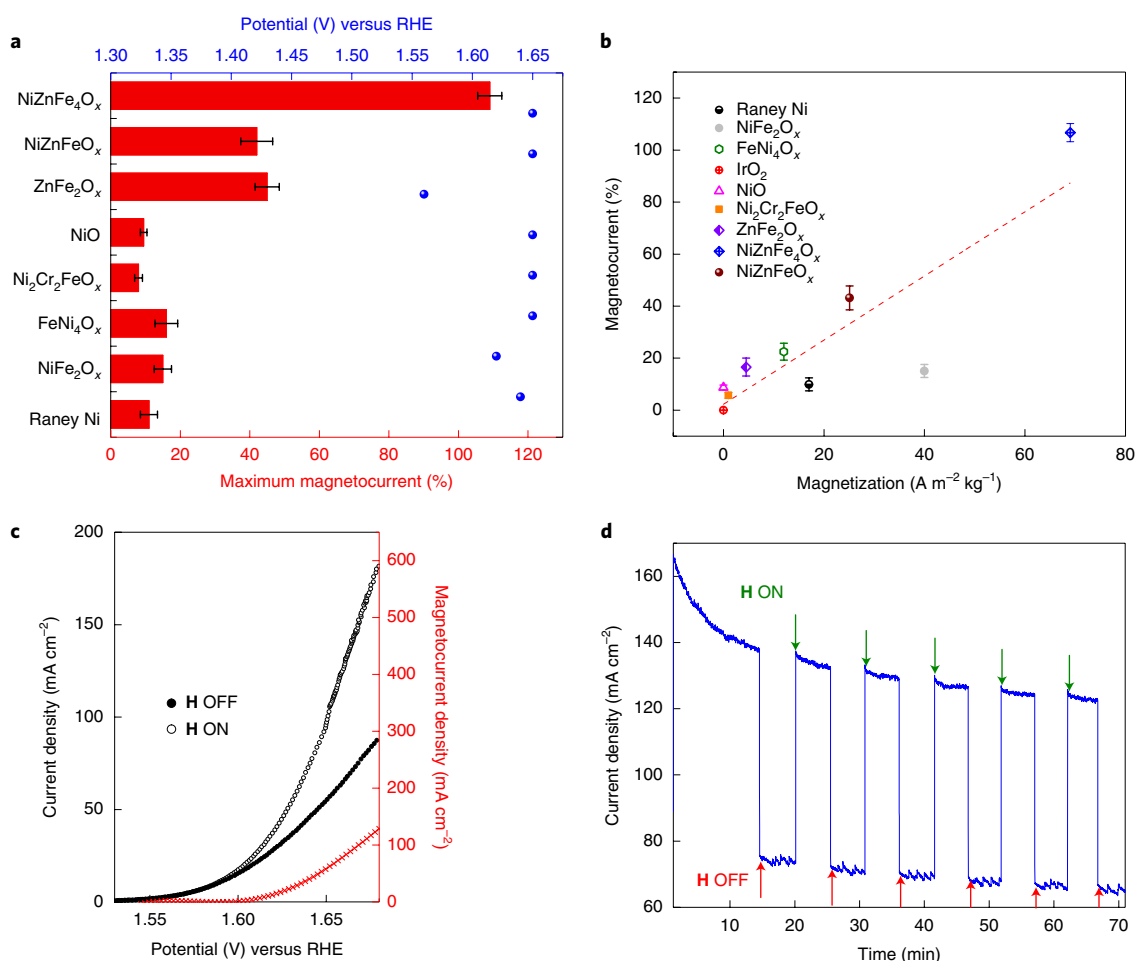 a
Potential (V) versus RHE
1.30 1.35 1.40 1.45 1.50 1.55 1.60 1.65
NiZnFe₄Oₓ
NiZnFeOₓ
ZnFe₂Oₓ
NiO
Ni₂Cr₂FeOₓ
FeNi₄Oₓ
NiFe₂Oₓ
Raney Ni
0 20 40 60 80 100 120
Maximum magnetocurrent (%)
b
Magnetocurrent (%)
120
100
80
60
40
20
0
Raney Ni
NiFe₂Oₓ
FeNi₄Oₓ
IrO₂
NiO
Ni₂Cr₂FeOₓ
ZnFe₂Oₓ
NiZnFe₄Oₓ
NiZnFeOₓ
0 20 40 60 80
Magnetization (A m⁻² kg⁻¹)
c
Current density (mA cm⁻²)
200
150
100
50
0
H OFF
H ON
600
500
400
300
200
100
0
Magnetocurrent density (mA cm⁻²)
1.55 1.60 1.65
Potential (V) versus RHE
d
Current density (mA cm⁻²)
160
140
120
100
80
60
H ON
H OFF
10 20 30 40 50 60 70
Time (min)